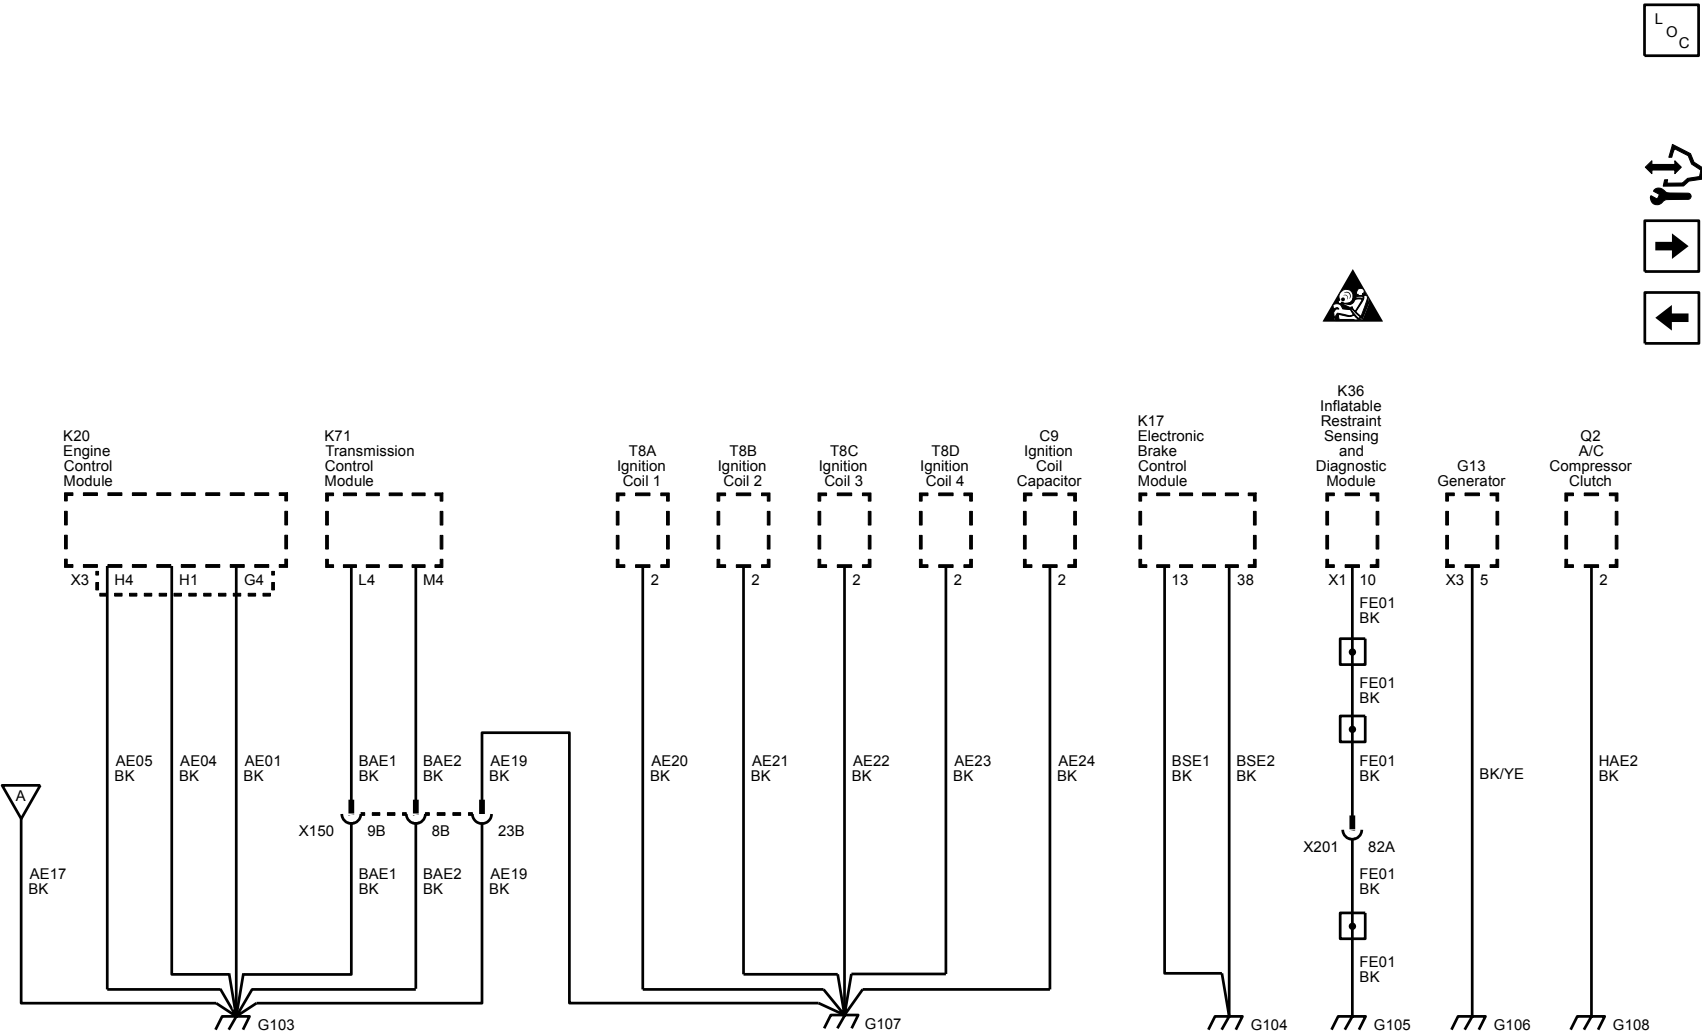 L
O
C
K20
Engine
Control
Module
K71
Transmission
Control
Module
T8A
Ignition
Coil 1
T8B
Ignition
Coil 2
T8C
Ignition
Coil 3
T8D
Ignition
Coil 4
C9
Ignition
Coil
Capacitor
K17
Electronic
Brake
Control
Module
K36
Inflatable
Restraint
Sensing
and
Diagnostic
Module
G13
Generator
Q2
A/C
Compressor
Clutch
X3 H4 H1 G4 L4 M4 2 2 2 2 2 13 38 X1 10 X3 5 2
FE01
BK
FE01
BK
AE05
BK
AE04
BK
AE01
BK
BAE1
BK
BAE2
BK
AE19
BK
AE20
BK
AE21
BK
AE22
BK
AE23
BK
AE24
BK
BSE1
BK
BSE2
BK
FE01
BK
BK/YE
HAE2
BK
A
X150 9B 8B 23B
X201 82A
AE17
BK
BAE1
BK
BAE2
BK
AE19
BK
FE01
BK
FE01
BK
G103 G107 G104 G105 G106 G108